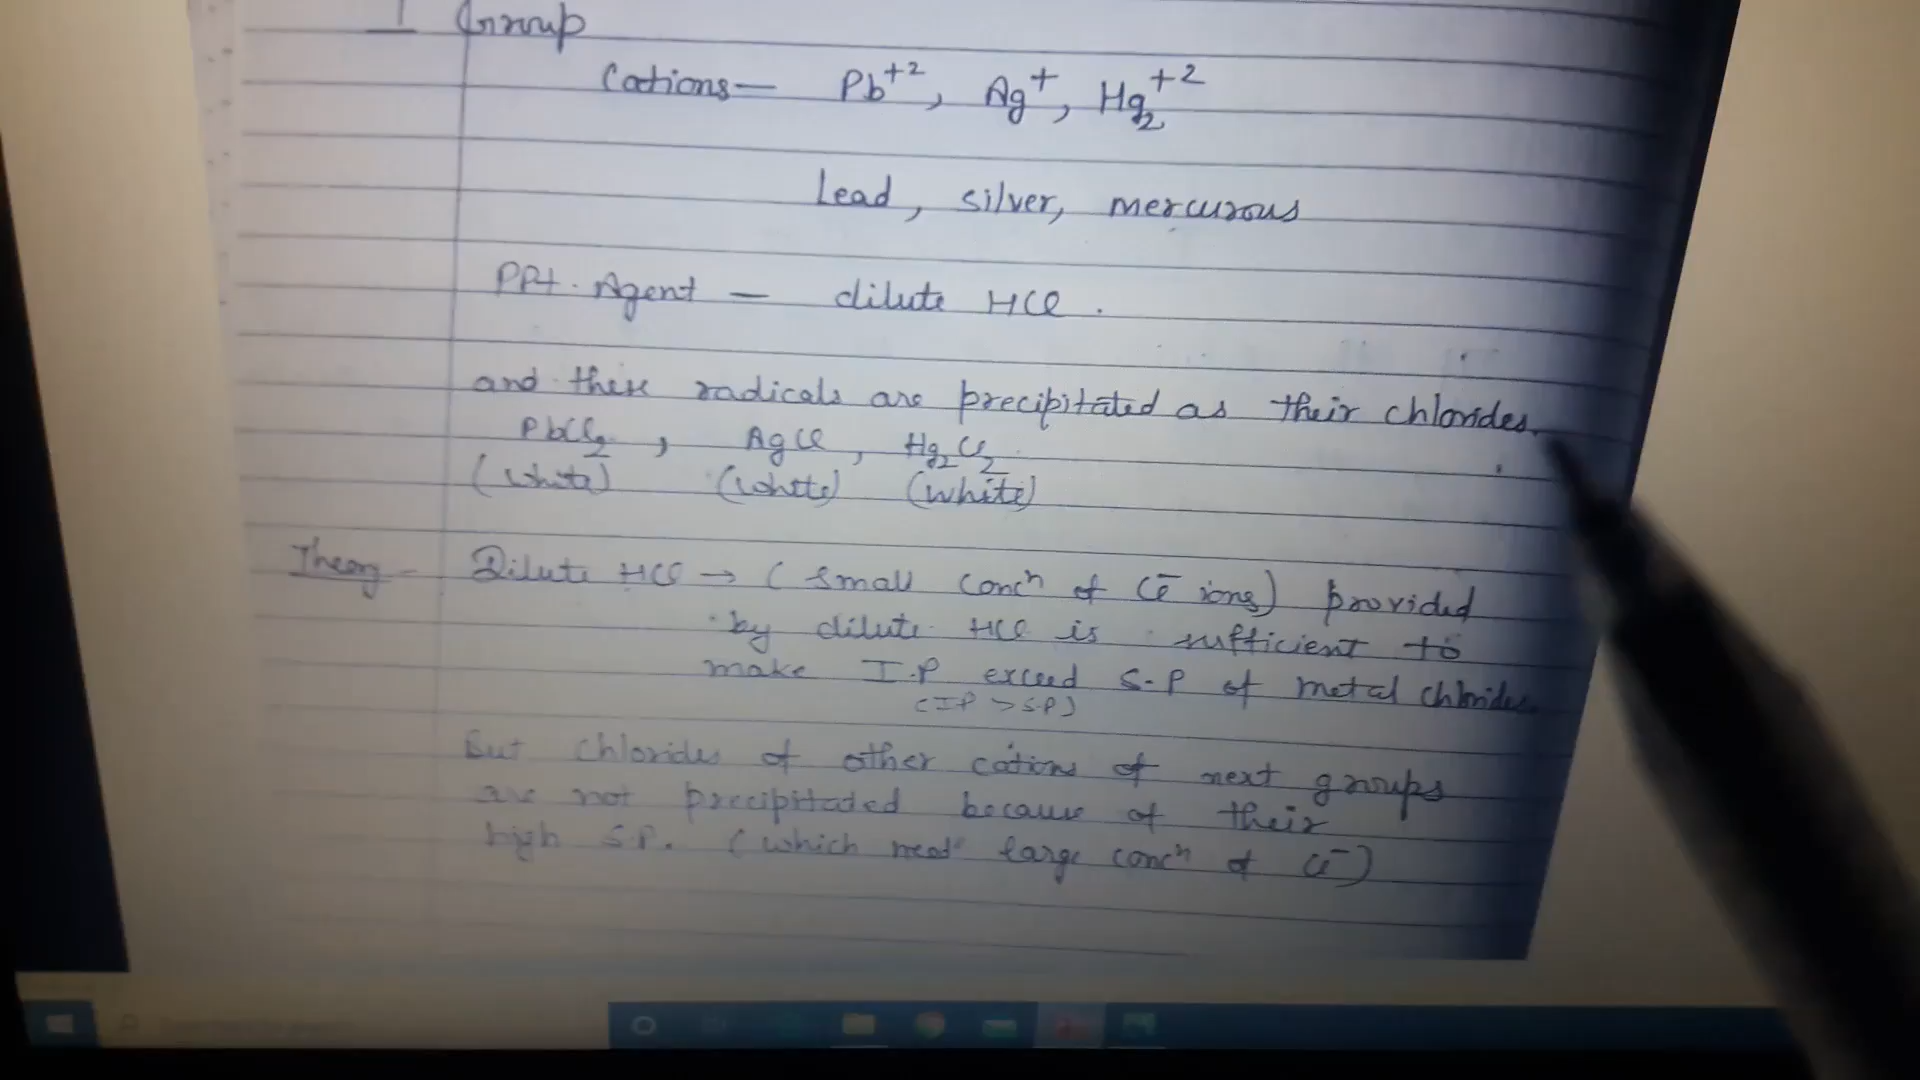 I Group
Cations— Pb+2, Ag+, Hg2+2
Lead, silver, mercurous
PPt. Agent — dilute HCl.
and these radicals are precipitated as their chlorides.
PbCl2, AgCl, Hg2Cl2
(white) (white) (white)
Theory - Dilute HCl → (small concn of Cl- ions) provided
by dilute HCl is sufficient to
make I.P exceed S.P of metal chlorides.
(IP > S.P)
But chlorides of other cations of next groups
are not precipitated because of their
high SP. (which need large concn of Cl-)